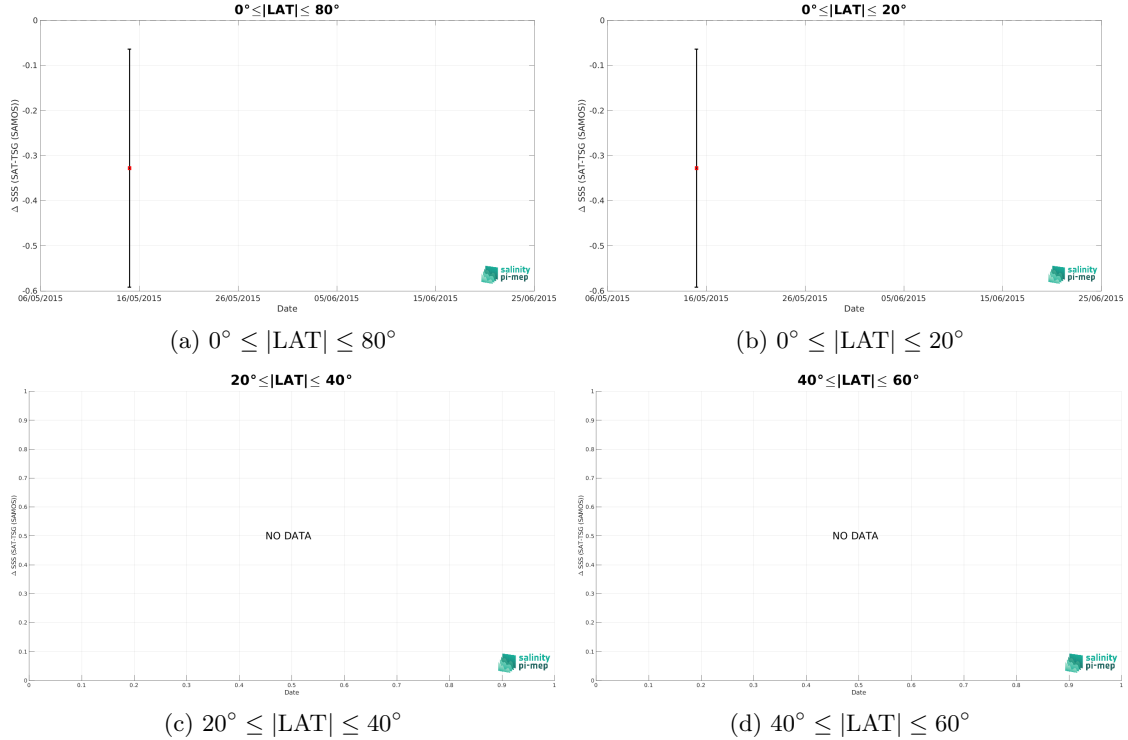 0°≤|LAT|≤ 80°
0
-0.1
-0.2
-0.3
-0.4
-0.5
-0.6
Δ SSS (SAT-TSG (SAMOS))
06/05/2015 16/05/2015 26/05/2015 05/06/2015 15/06/2015 25/06/2015
Date
salinity
pi-mep
(a) 0° ≤ |LAT| ≤ 80°
0°≤|LAT|≤ 20°
0
-0.1
-0.2
-0.3
-0.4
-0.5
-0.6
Δ SSS (SAT-TSG (SAMOS))
06/05/2015 16/05/2015 26/05/2015 05/06/2015 15/06/2015 25/06/2015
Date
salinity
pi-mep
(b) 0° ≤ |LAT| ≤ 20°
20°≤|LAT|≤ 40°
1
0.9
0.8
0.7
0.6
0.5
0.4
0.3
0.2
0.1
0
Δ SSS (SAT-TSG (SAMOS))
NO DATA
0 0.1 0.2 0.3 0.4 0.5 0.6 0.7 0.8 0.9 1
Date
salinity
pi-mep
(c) 20° ≤ |LAT| ≤ 40°
40°≤|LAT|≤ 60°
1
0.9
0.8
0.7
0.6
0.5
0.4
0.3
0.2
0.1
0
Δ SSS (SAT-TSG (SAMOS))
NO DATA
0 0.1 0.2 0.3 0.4 0.5 0.6 0.7 0.8 0.9 1
Date
salinity
pi-mep
(d) 40° ≤ |LAT| ≤ 60°